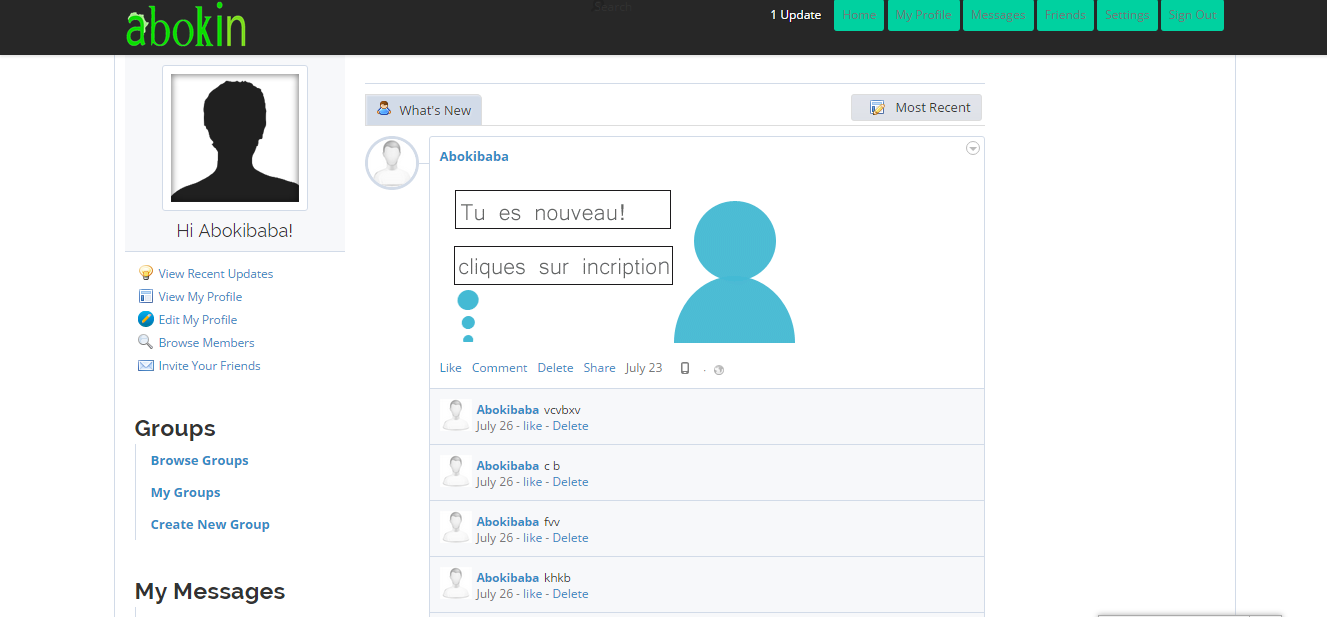 abokin
Search
1 Update Home My Profile Messages Friends Settings Sign Out
Hi Abokibaba!
View Recent Updates
View My Profile
Edit My Profile
Browse Members
Invite Your Friends
Groups
Browse Groups
My Groups
Create New Group
My Messages
What's New
Most Recent
Abokibaba
Tu es nouveau!
cliques sur incription
Like Comment Delete Share July 23
Abokibaba vcvbxv
July 26 - like - Delete
Abokibaba c b
July 26 - like - Delete
Abokibaba fvv
July 26 - like - Delete
Abokibaba khkb
July 26 - like - Delete